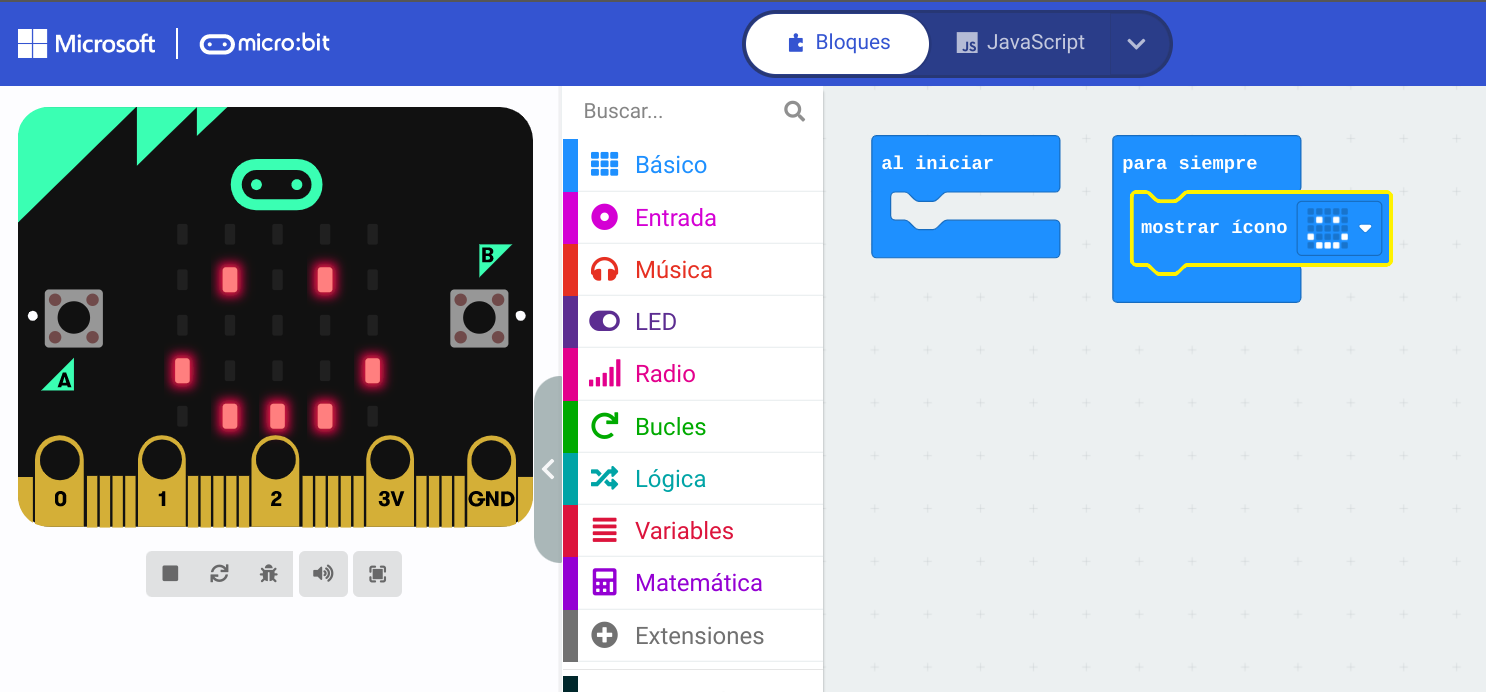 Microsoft micro:bit Bloques JS JavaScript
Buscar...
Básico
Entrada
Música
LED
Radio
Bucles
Lógica
Variables
Matemática
Extensiones
B
A
0 1 2 3V GND
al iniciar
para siempre
mostrar ícono